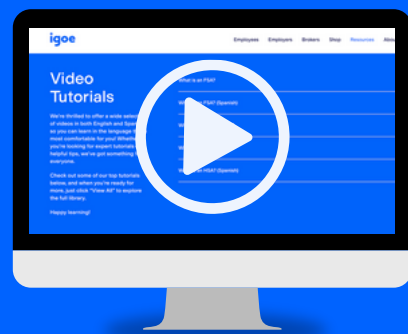 igoe
Employees Employers Brokers Shop Resources
Video
Tutorials
We're thrilled to offer a wide
of videos in both English and
so you can learn in the language
most comfortable for you!
you're looking for expert tutorials
helpful tips, we've got something
everyone.
Check out some of our top tutorials
below, and when you're ready for
more, just click "View All" to explore
the full library.
Happy learning!
What is an FSA?
FSA? (Spanish)
HSA? (Spanish)